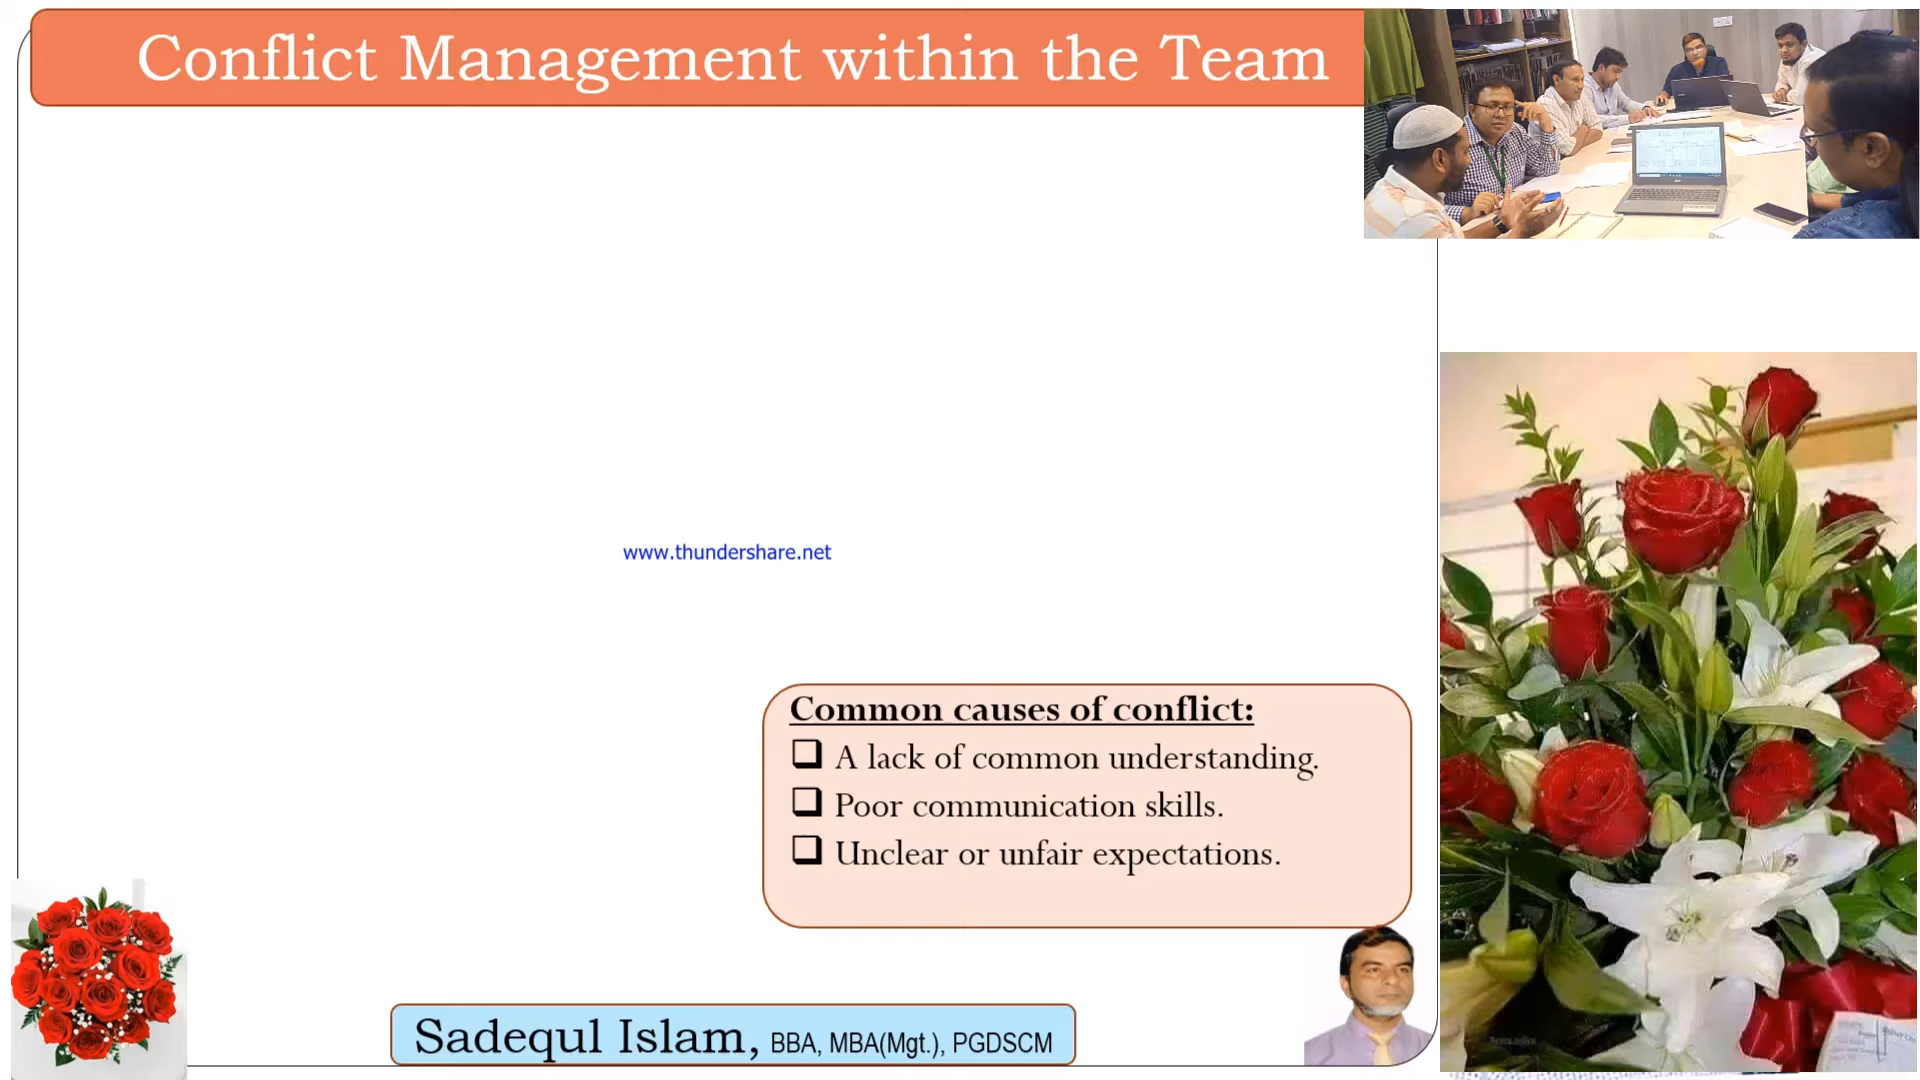 Conflict Management within the Team
www.thundershare.net
Common causes of conflict:
A lack of common understanding.
Poor communication skills.
Unclear or unfair expectations.
Sadequl Islam, BBA, MBA(Mgt.), PGDSCM